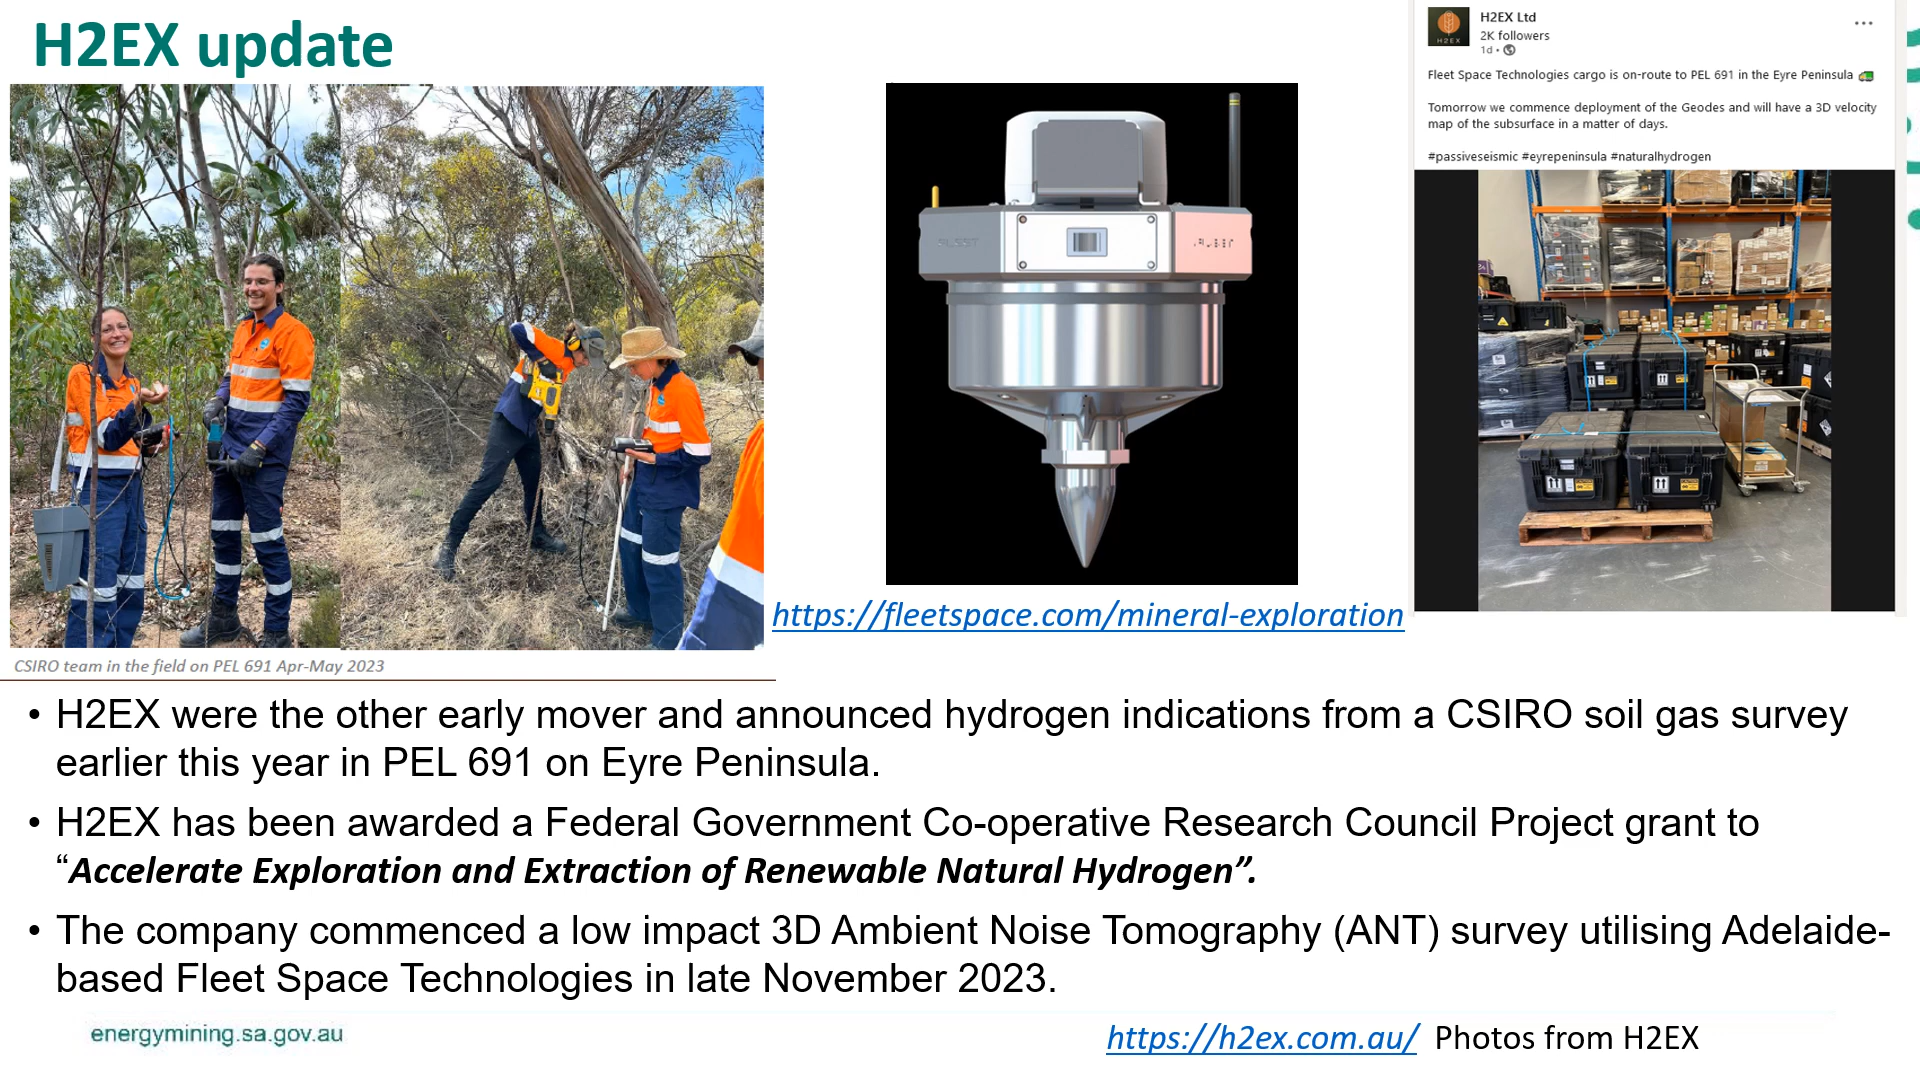 H2EX update
H2EX Ltd
2K followers
1d •
Fleet Space Technologies cargo is on-route to PEL 691 in the Eyre Peninsula
Tomorrow we commence deployment of the Geodes and will have a 3D velocity
map of the subsurface in a matter of days.
#passiveseismic #eyrepeninsula #naturalhydrogen
H2EX
FLEET
https://fleetspace.com/mineral-exploration
CSIRO team in the field on PEL 691 Apr-May 2023
• H2EX were the other early mover and announced hydrogen indications from a CSIRO soil gas survey
earlier this year in PEL 691 on Eyre Peninsula.
• H2EX has been awarded a Federal Government Co-operative Research Council Project grant to
“Accelerate Exploration and Extraction of Renewable Natural Hydrogen”.
• The company commenced a low impact 3D Ambient Noise Tomography (ANT) survey utilising Adelaide-
based Fleet Space Technologies in late November 2023.
energymining.sa.gov.au
https://h2ex.com.au/ Photos from H2EX